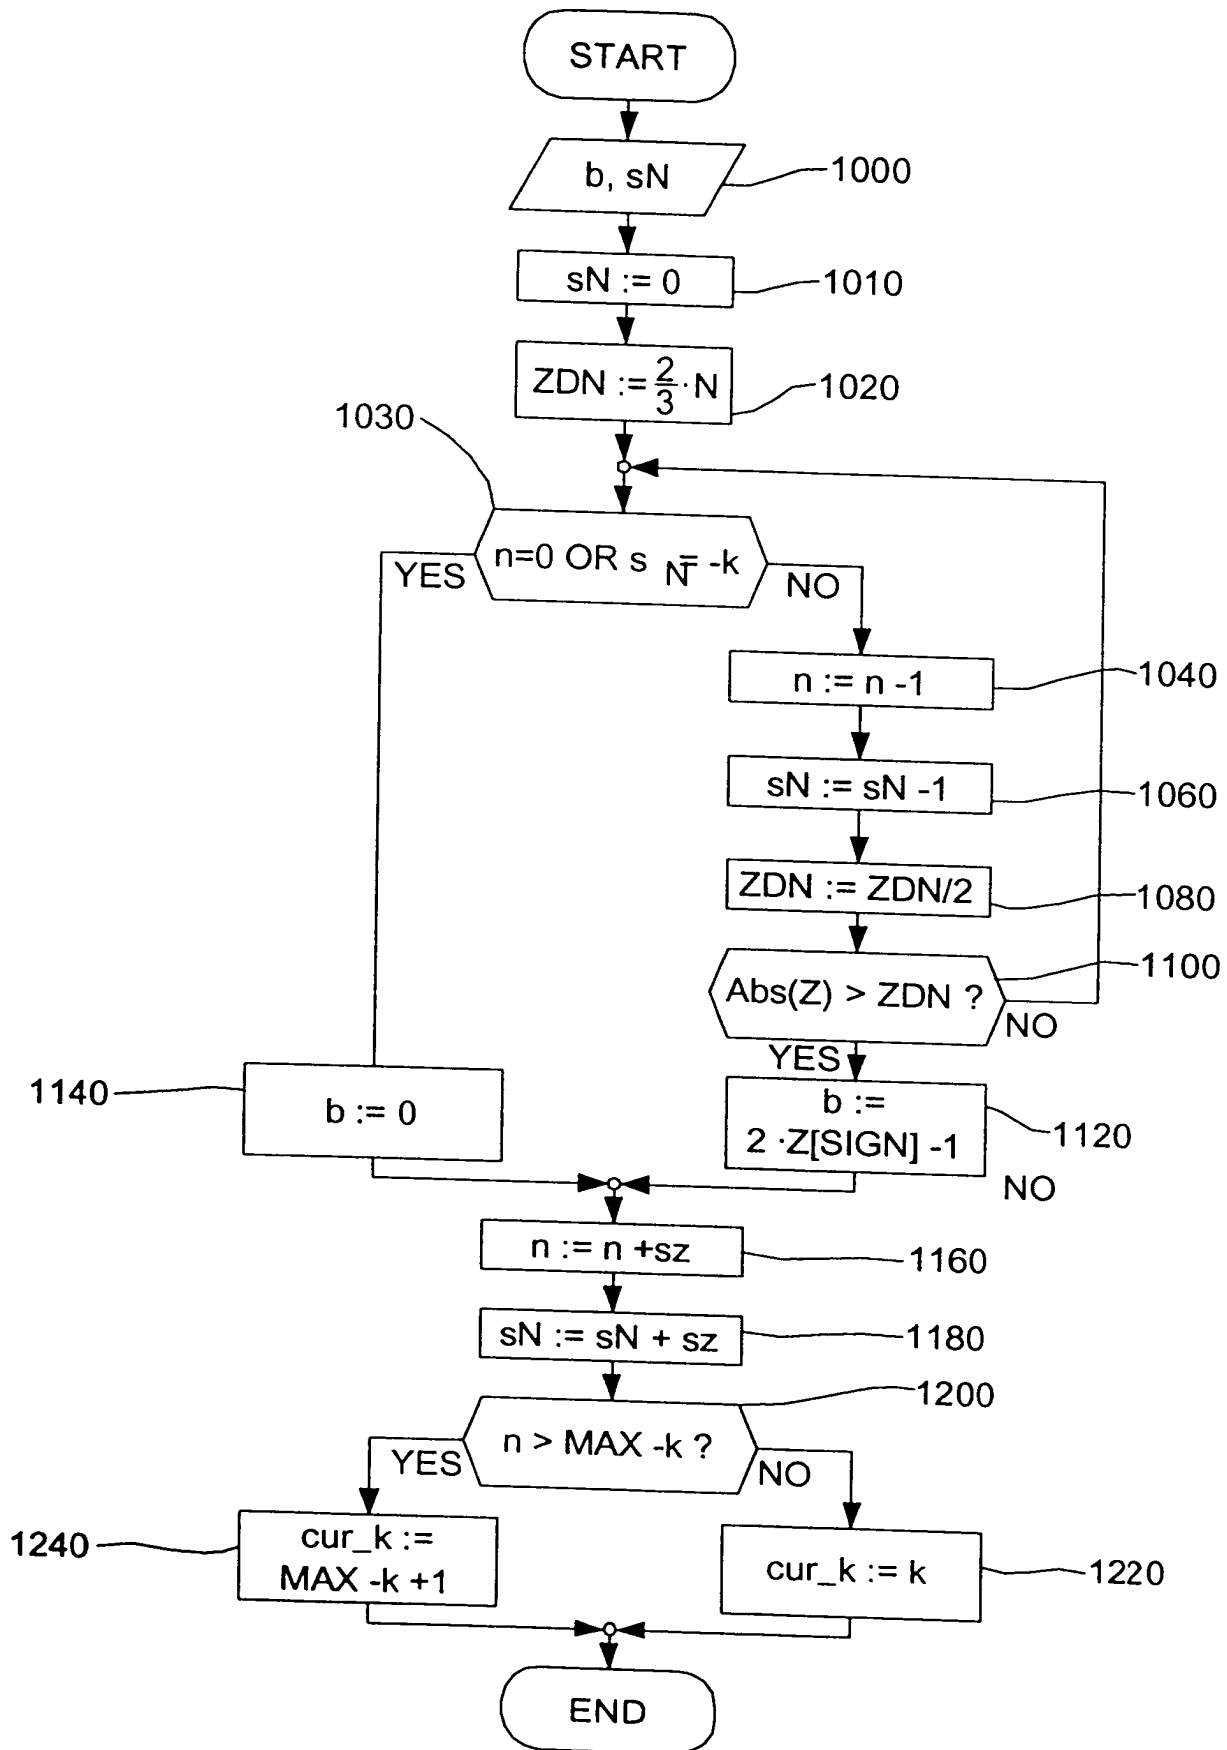 START
b, sN
1000
sN := 0
1010
ZDN := 2/3 · N
1020
1030
n=0 OR s N = -k
YES
NO
n := n -1
1040
sN := sN -1
1060
ZDN := ZDN/2
1080
Abs(Z) > ZDN ?
1100
NO
YES
1140
b := 0
b :=
2 ·Z[SIGN] -1
1120
NO
n := n +sz
1160
sN := sN + sz
1180
1200
n > MAX -k ?
YES
NO
1240
cur_k :=
MAX -k +1
cur_k := k
1220
END